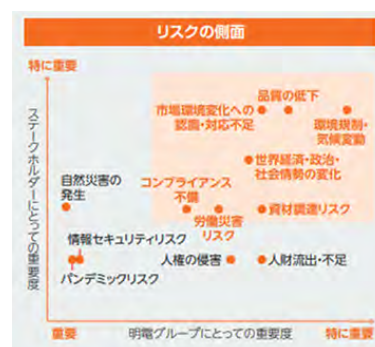 リスクの側面
特に重要
ステークホルダーにとっての重要度
品質の低下
市場環境変化への
認識・対応不足
環境規制・
気候変動
世界経済・政治・
社会情勢の変化
自然災害の
発生
コンプライアンス
不備
労働災害
リスク
資材調達リスク
情報セキュリティリスク
パンデミックリスク
人権の侵害
人財流出・不足
重要
明電グループにとっての重要度
特に重要